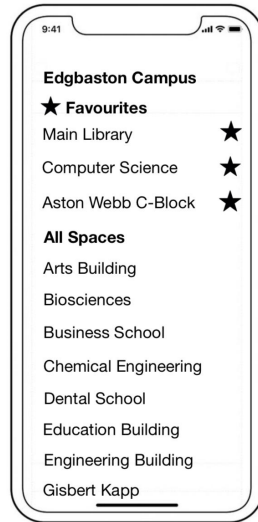 9:41
Edgbaston Campus
★ Favourites
Main Library ★
Computer Science ★
Aston Webb C-Block ★
All Spaces
Arts Building
Biosciences
Business School
Chemical Engineering
Dental School
Education Building
Engineering Building
Gisbert Kapp